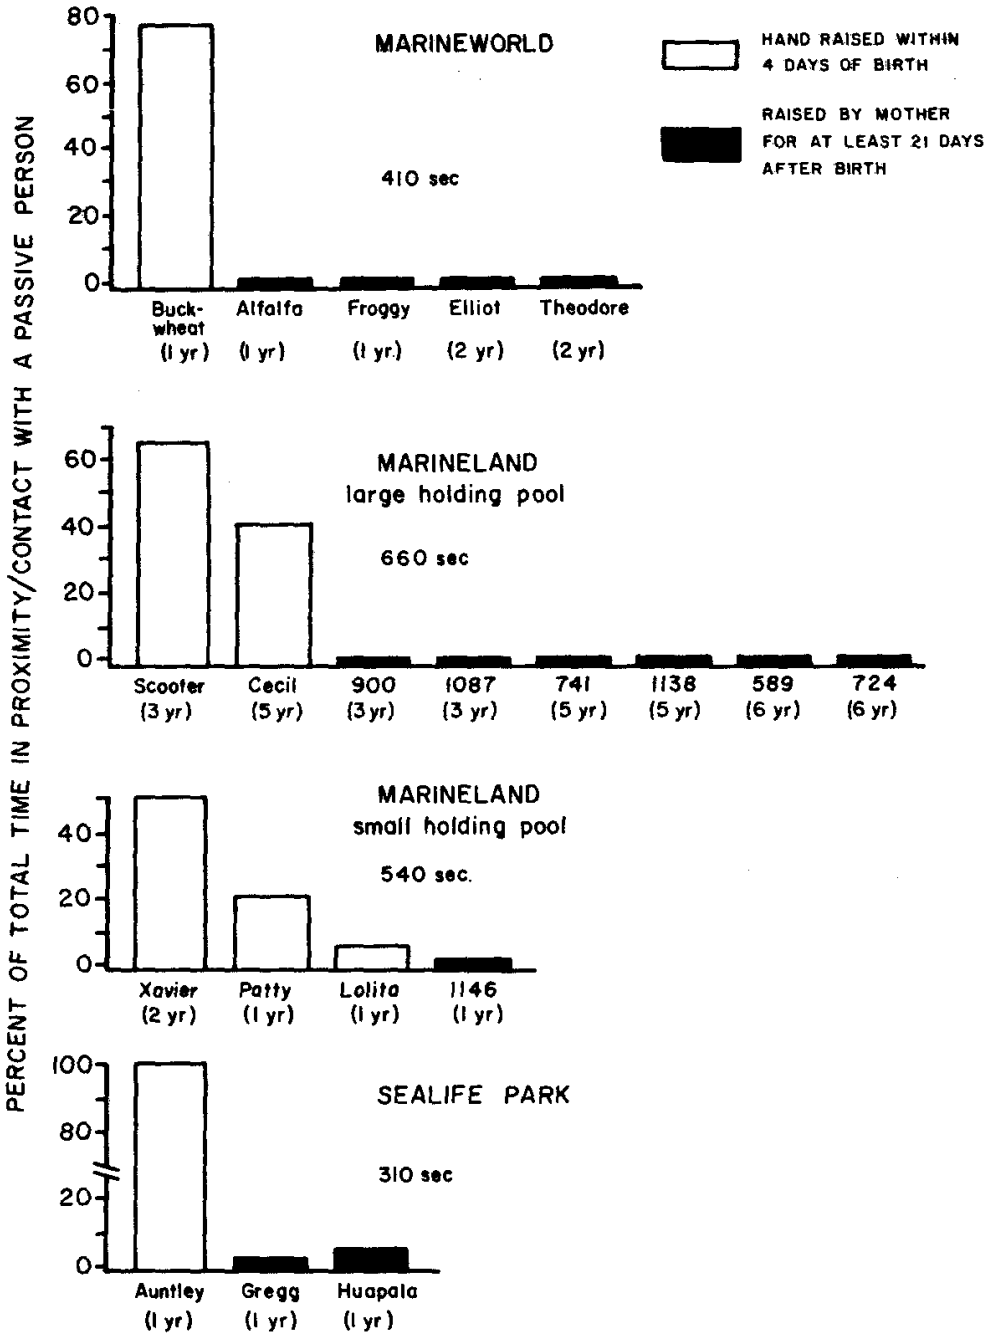 PERCENT OF TOTAL TIME IN PROXIMITY/CONTACT WITH A PASSIVE PERSON
HAND RAISED WITHIN
4 DAYS OF BIRTH
RAISED BY MOTHER
FOR AT LEAST 21 DAYS
AFTER BIRTH
MARINEWORLD
410 sec
80
60
40
20
0
Buck- Alfalfa Froggy Elliot Theodore
wheat
(1 yr) (1 yr) (1 yr.) (2 yr) (2 yr)
MARINELAND
large holding pool
660 sec
60
40
20
0
Scooter Cecil 900 1087 741 1138 589 724
(3 yr) (5 yr) (3 yr) (3 yr) (5 yr) (5 yr) (6 yr) (6 yr)
MARINELAND
small holding pool
540 sec.
40
20
0
Xavier Patty Lolita 1146
(2 yr) (1 yr) (1 yr) (1 yr)
SEALIFE PARK
310 sec
100
80
20
0
Auntley Gregg Huapala
(1 yr) (1 yr) (1 yr)